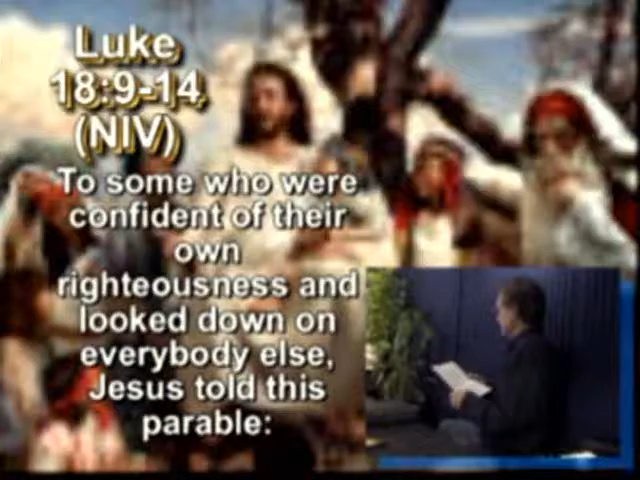 Luke
18:9-14
(NIV)
To some who were
confident of their
own
righteousness and
looked down on
everybody else,
Jesus told this
parable: